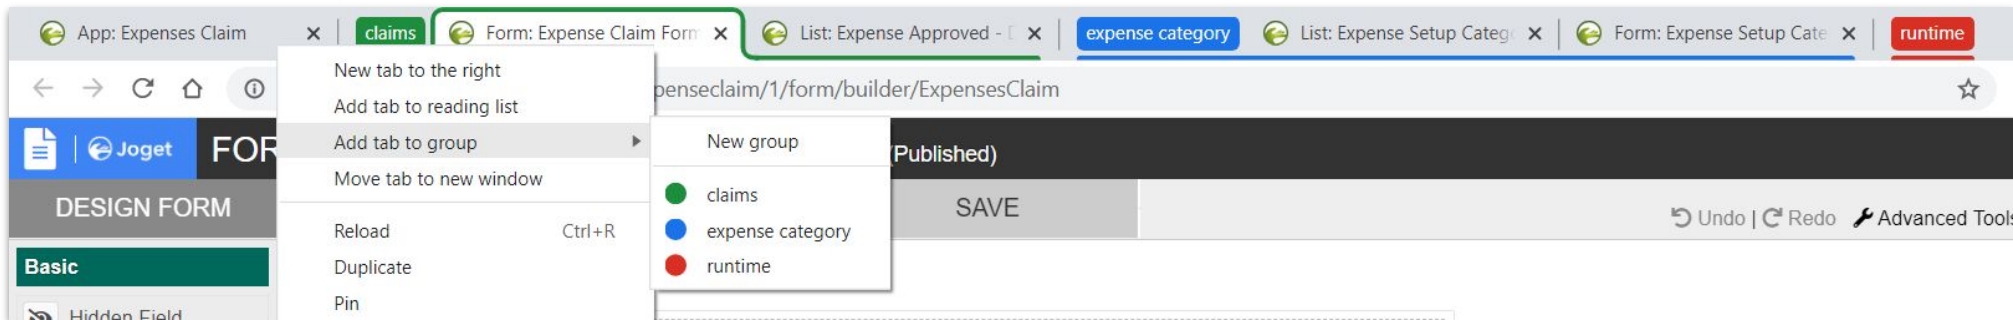 App: Expenses Claim
claims
Form: Expense Claim Form
List: Expense Approved -
expense category
List: Expense Setup Catego
Form: Expense Setup Cate
runtime
penseclaim/1/form/builder/ExpensesClaim
New tab to the right
Add tab to reading list
Add tab to group
Move tab to new window
Reload Ctrl+R
Duplicate
Pin
New group
claims
expense category
runtime
Joget
FOR
(Published)
DESIGN FORM
SAVE
Undo | Redo Advanced Tools
Basic
Hidden Field